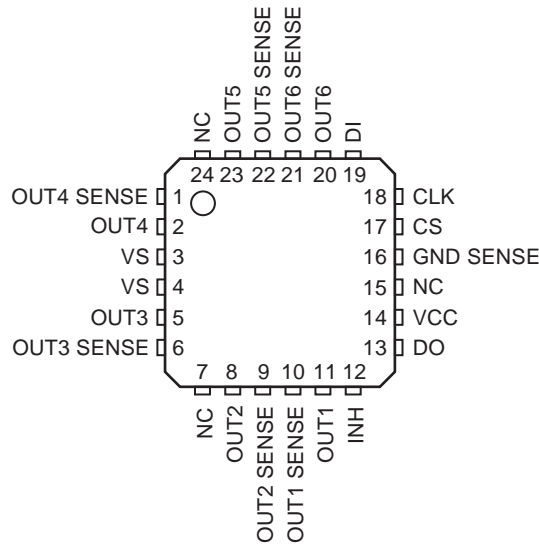 NC
OUT5
OUT5 SENSE
OUT6 SENSE
OUT6
DI
24 23 22 21 20 19
OUT4 SENSE 1
OUT4 2
VS 3
VS 4
OUT3 5
OUT3 SENSE 6
18 CLK
17 CS
16 GND SENSE
15 NC
14 VCC
13 DO
7 8 9 10 11 12
NC
OUT2
OUT2 SENSE
OUT1 SENSE
OUT1
INH